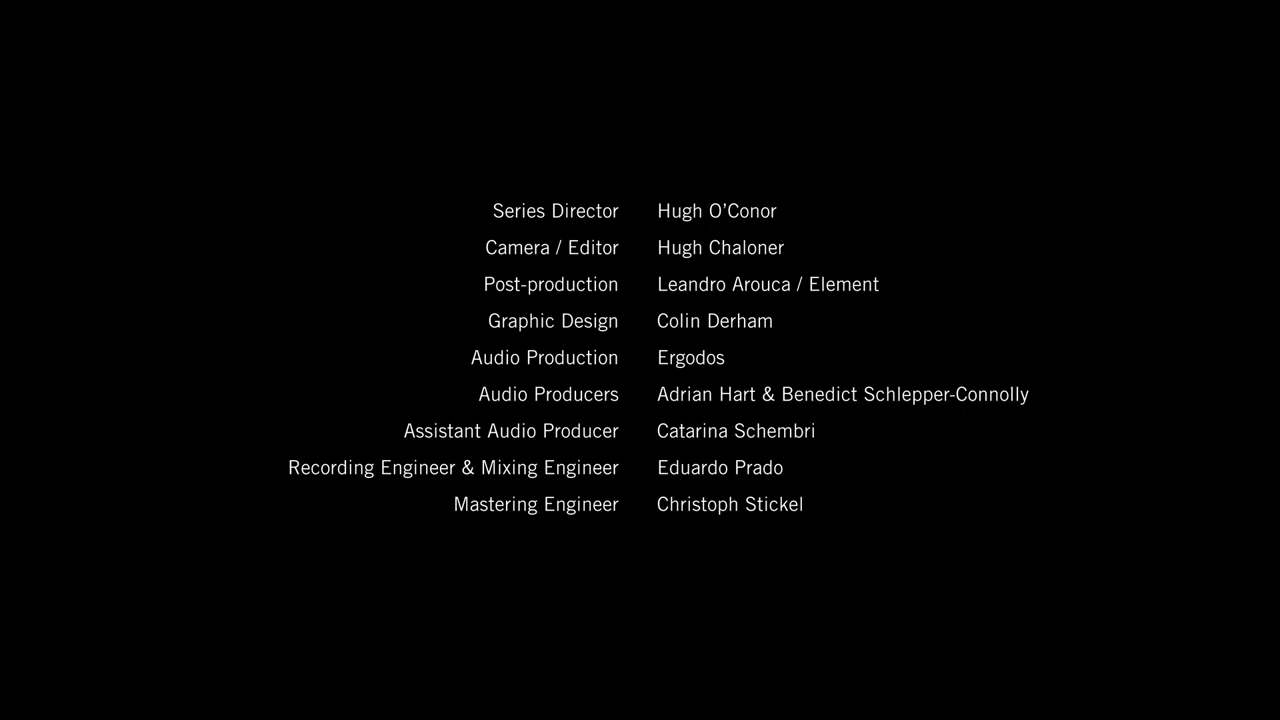 Series Director Hugh O’Conor
Camera / Editor Hugh Chaloner
Post-production Leandro Arouca / Element
Graphic Design Colin Derham
Audio Production Ergodos
Audio Producers Adrian Hart & Benedict Schlepper-Connolly
Assistant Audio Producer Catarina Schembri
Recording Engineer & Mixing Engineer Eduardo Prado
Mastering Engineer Christoph Stickel